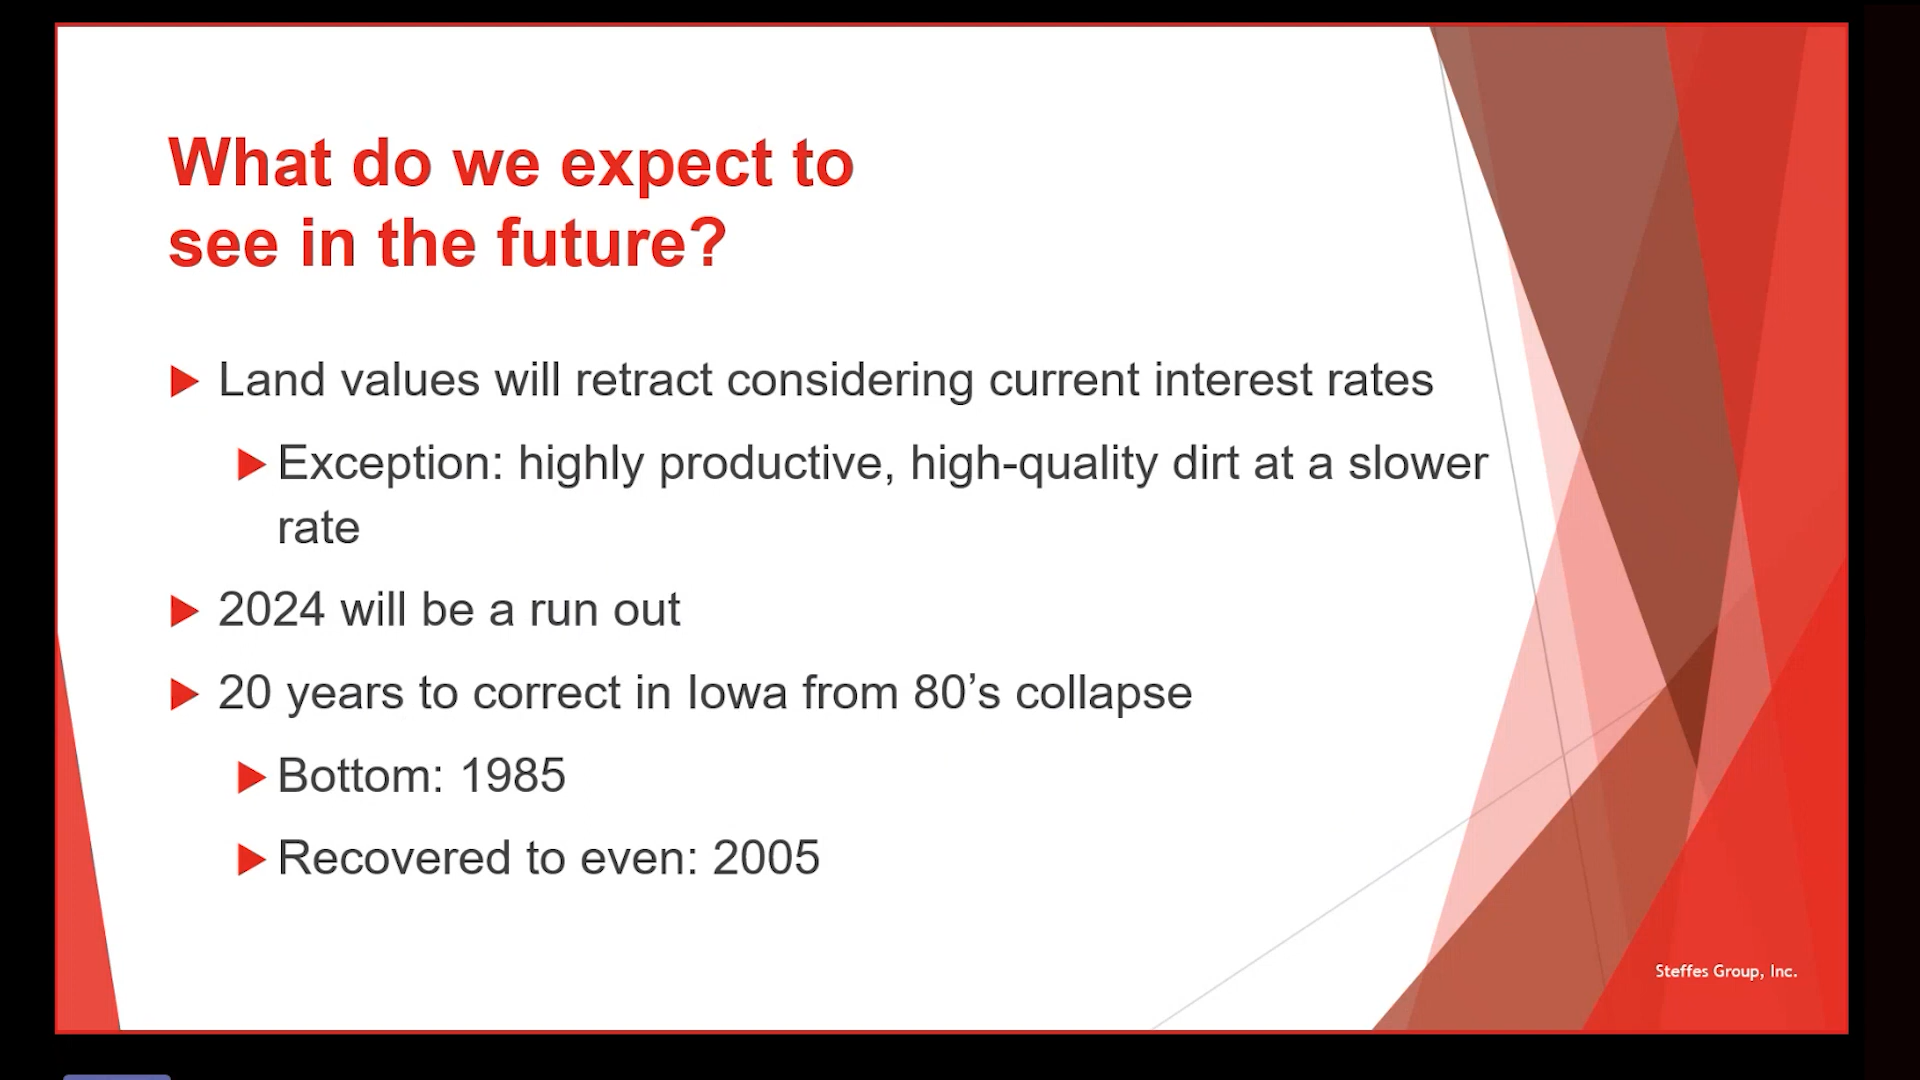 What do we expect to
see in the future?
Land values will retract considering current interest rates
Exception: highly productive, high-quality dirt at a slower
rate
2024 will be a run out
20 years to correct in Iowa from 80’s collapse
Bottom: 1985
Recovered to even: 2005
Steffes Group, Inc.